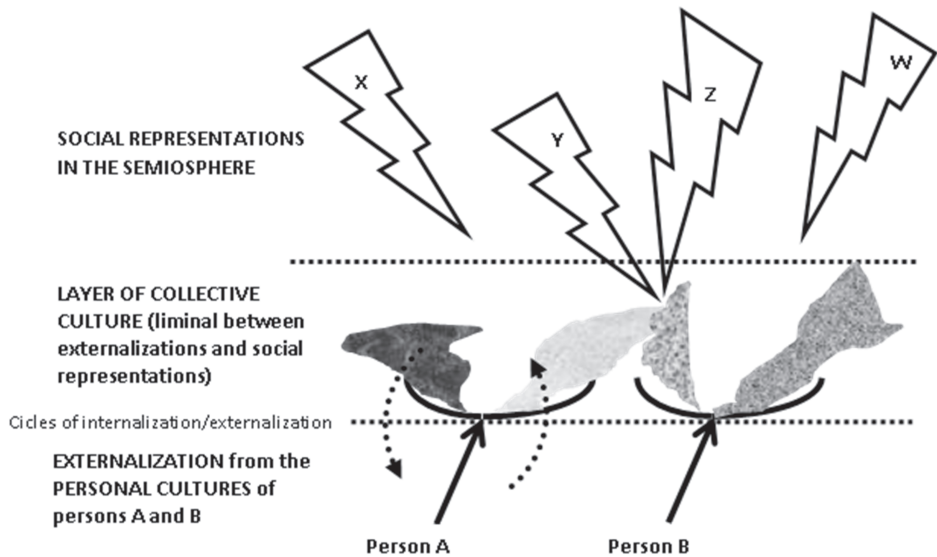 X
Y
Z
W
SOCIAL REPRESENTATIONS
IN THE SEMIOSPHERE
LAYER OF COLLECTIVE
CULTURE (liminal between
externalizations and social
representations)
Cicles of internalization/externalization
EXTERNALIZATION from the
PERSONAL CULTURES of
persons A and B
Person A
Person B